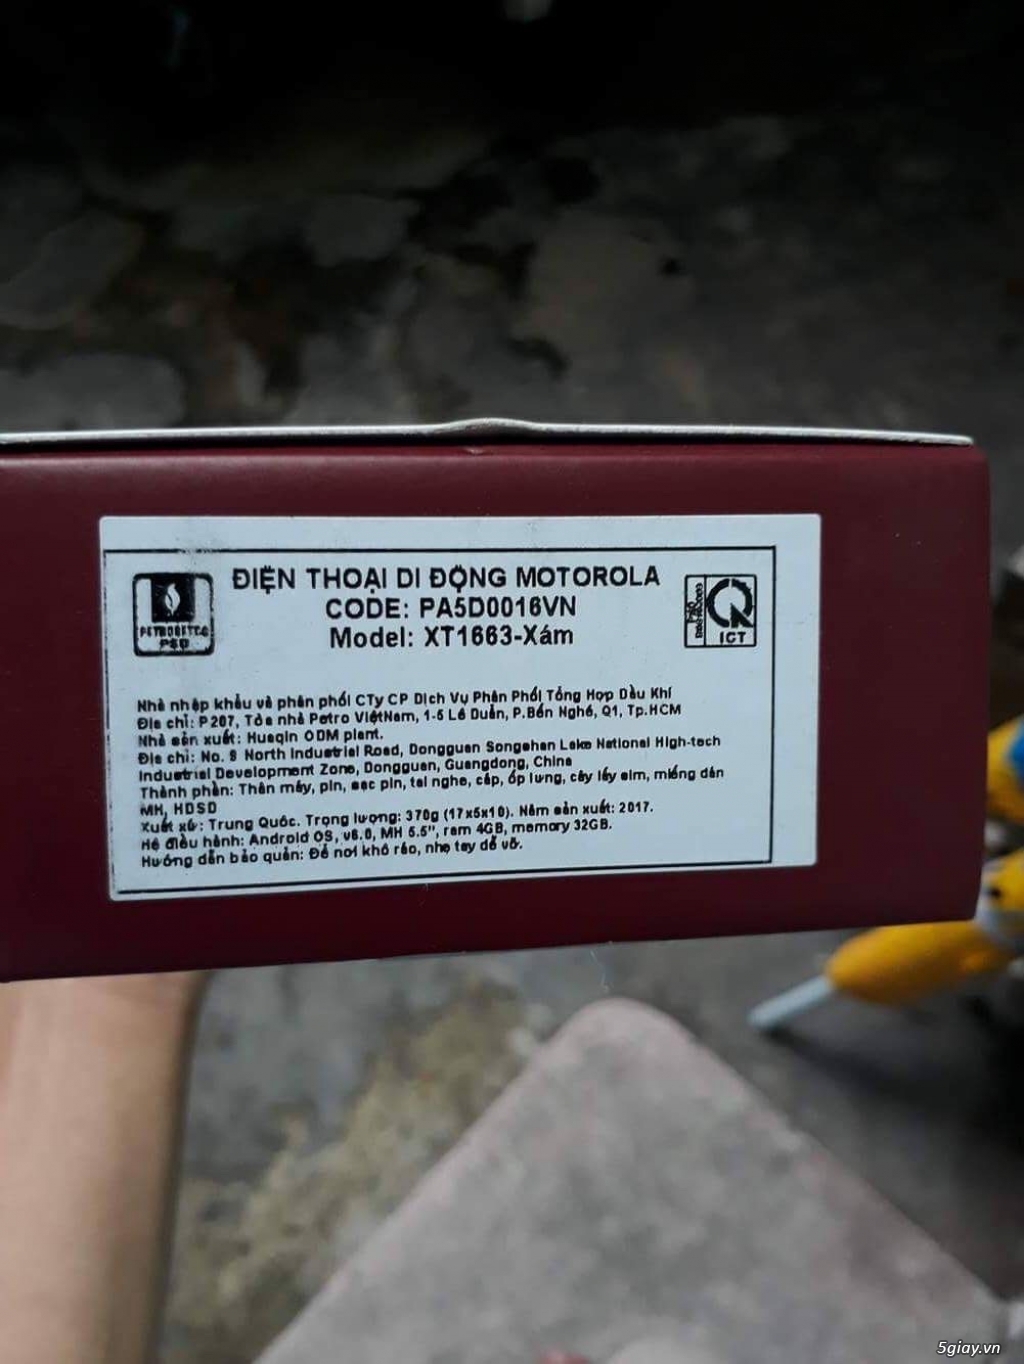 ĐIỆN THOẠI DI ĐỘNG MOTOROLA
CODE: PA5D0016VN
Model: XT1663-Xám
PETROSETCO
PSD
ICT
Nhà nhập khẩu và phân phối CTy CP Dịch Vụ Phân Phối Tổng Hợp Dầu Khí
Địa chỉ: P207, Tòa nhà Petro ViệtNam, 1-5 Lê Duẩn, P.Bến Nghé, Q1, Tp.HCM
Nhà sản xuất: Huaqin ODM plant.
Địa chỉ: No. 9 North Industrial Road, Dongguan Songshan Lake National High-tech
Industrial Development Zone, Dongguan, Guangdong, China
Thành phần: Thân máy, pin, sạc pin, tai nghe, cáp, ốp lưng, cây lấy sim, miếng dán
MH, HDSD
Xuất xứ: Trung Quốc. Trọng lượng: 370g (17x5x10). Năm sản xuất: 2017.
Hệ điều hành: Android OS, v6.0, MH 5.5", ram 4GB, memory 32GB.
Hướng dẫn bảo quản: Để nơi khô ráo, nhẹ tay dễ vỡ.
5giay.vn